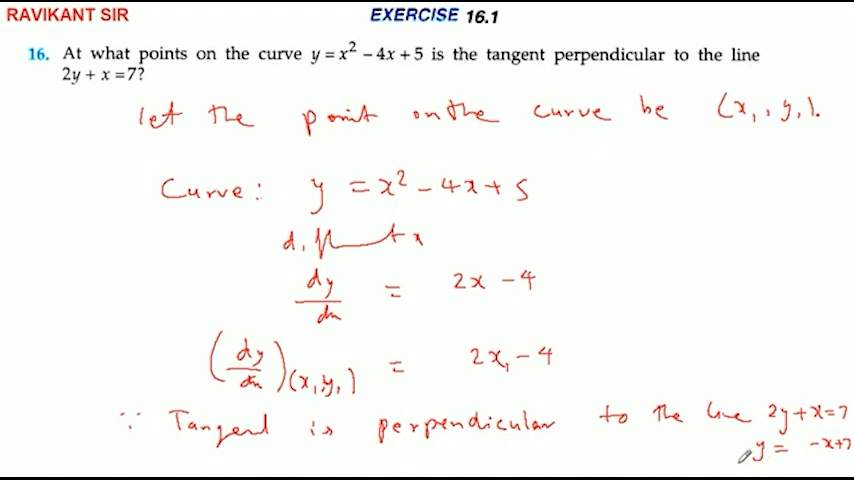 RAVIKANT SIR
EXERCISE 16.1
16. At what points on the curve y = x² – 4x + 5 is the tangent perpendicular to the line
2y + x = 7?
let the point on the curve be (x₁, y₁).
Curve: y = x² - 4x + 5
diff
dy/dx = 2x - 4
(dy/dx)(x₁, y₁) = 2x₁ - 4
∵ Tangent is perpendicular to the line 2y + x = 7
y = -x+7